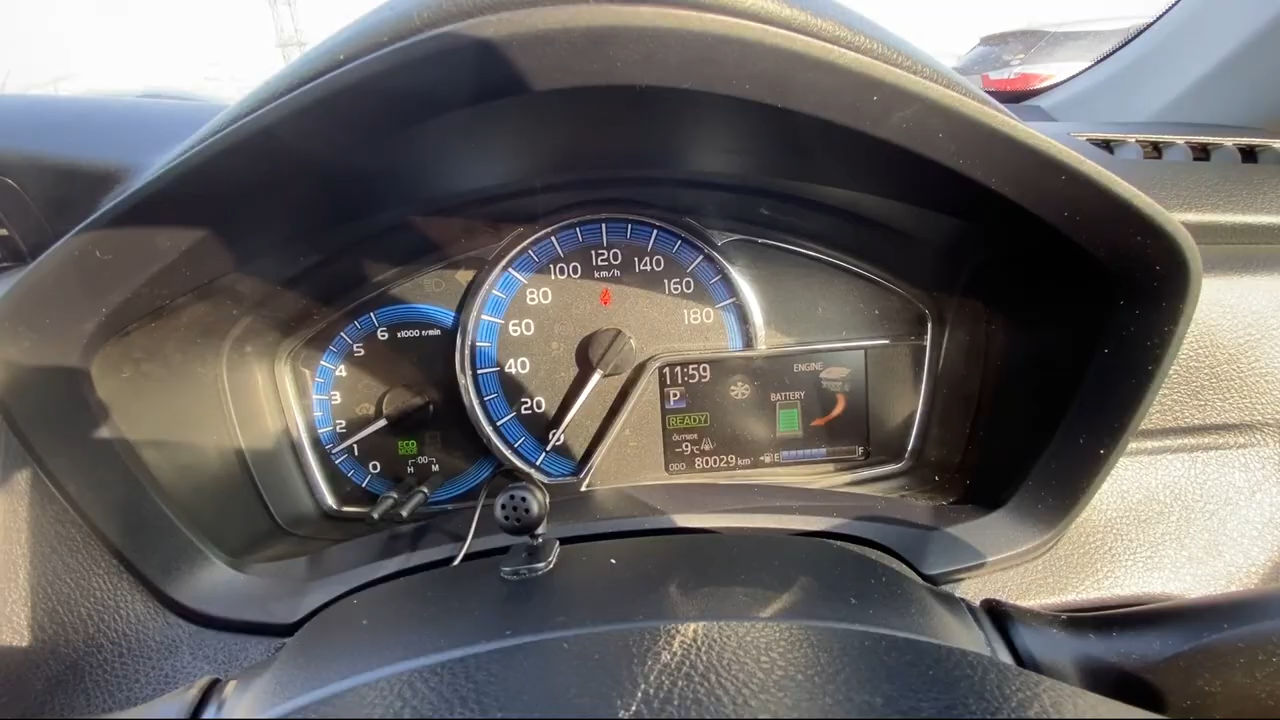 6 x1000 r/min
5
4
3
2
1
0
ECO
MODE
:00
H M
120
km/h
100 140
80 160
60 180
40
20
0
11:59
P
READY
OUTSIDE
-9°C
ODO 80029 km
ENGINE
BATTERY
E F